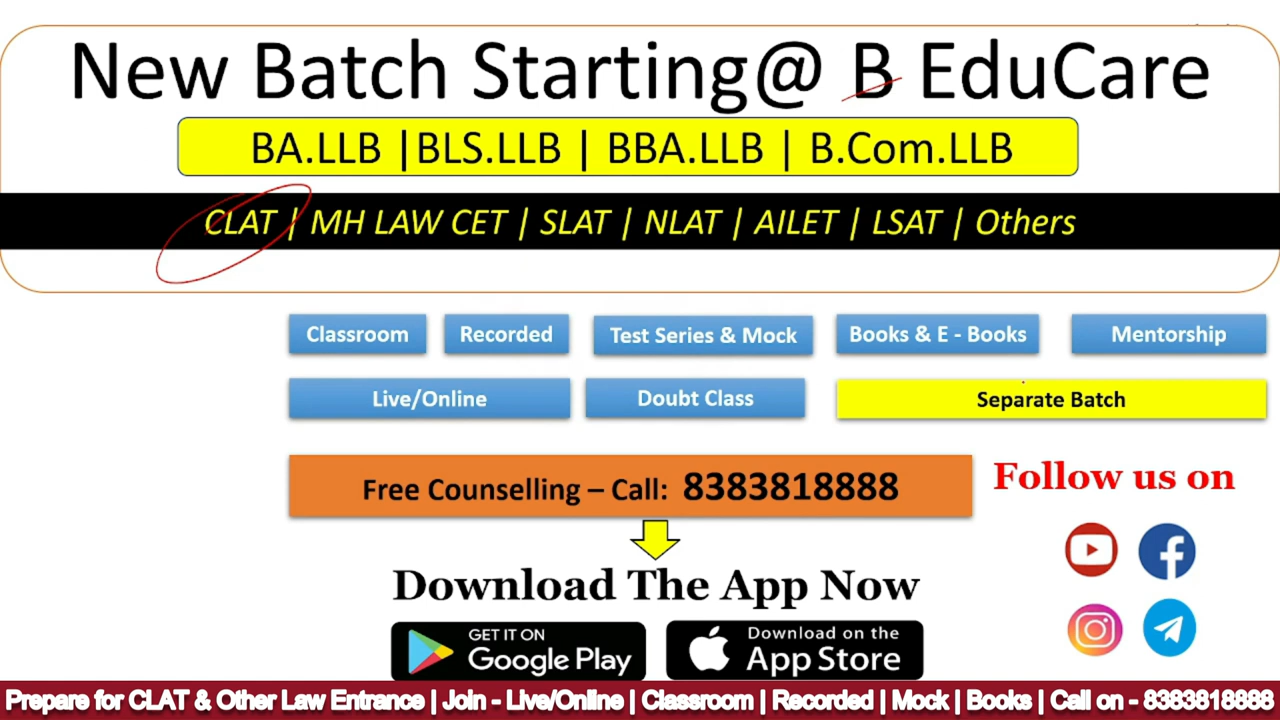 New Batch Starting@ B EduCare
BA.LLB |BLS.LLB | BBA.LLB | B.Com.LLB
CLAT | MH LAW CET | SLAT | NLAT | AILET | LSAT | Others
Classroom Recorded Test Series & Mock Books & E - Books Mentorship
Live/Online Doubt Class Separate Batch
Free Counselling – Call: 8383818888
Follow us on
Download The App Now
GET IT ON
Google Play
Download on the
App Store
Prepare for CLAT & Other Law Entrance | Join - Live/Online | Classroom | Recorded | Mock | Books | Call on - 8383818888